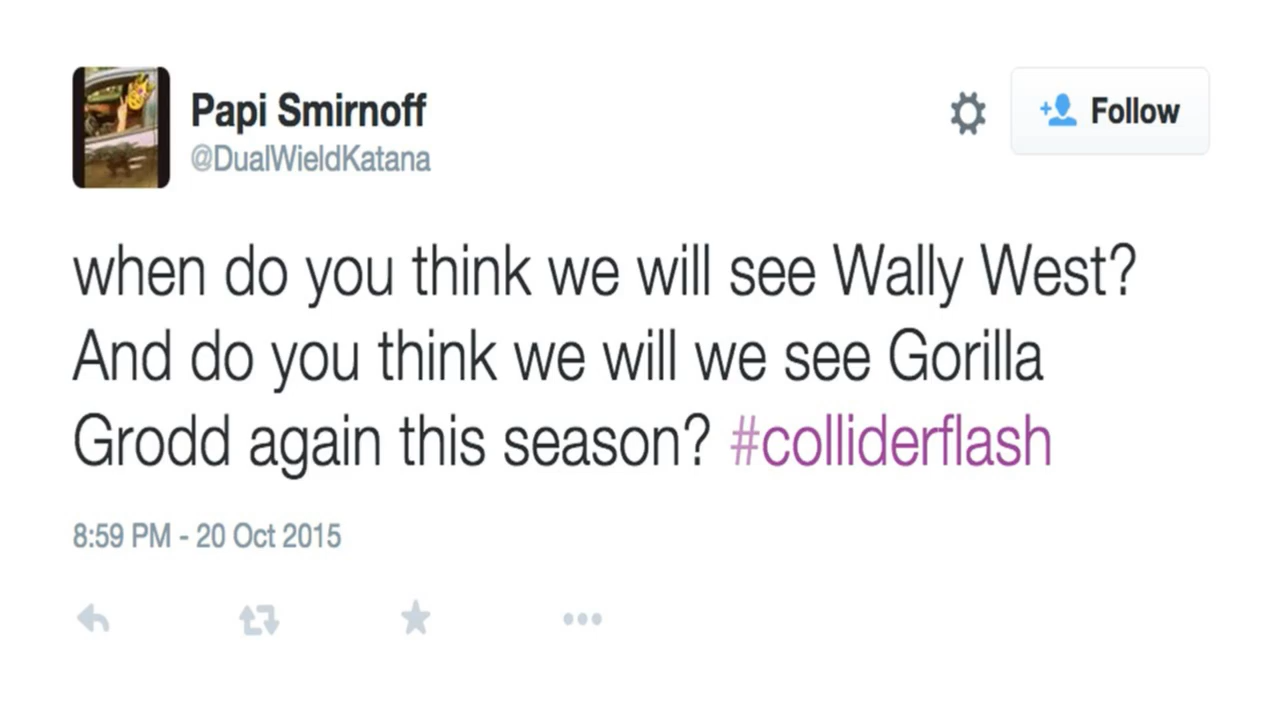 Papi Smirnoff
@DualWieldKatana
Follow
when do you think we will see Wally West?
And do you think we will we see Gorilla
Grodd again this season? #colliderflash
8:59 PM - 20 Oct 2015